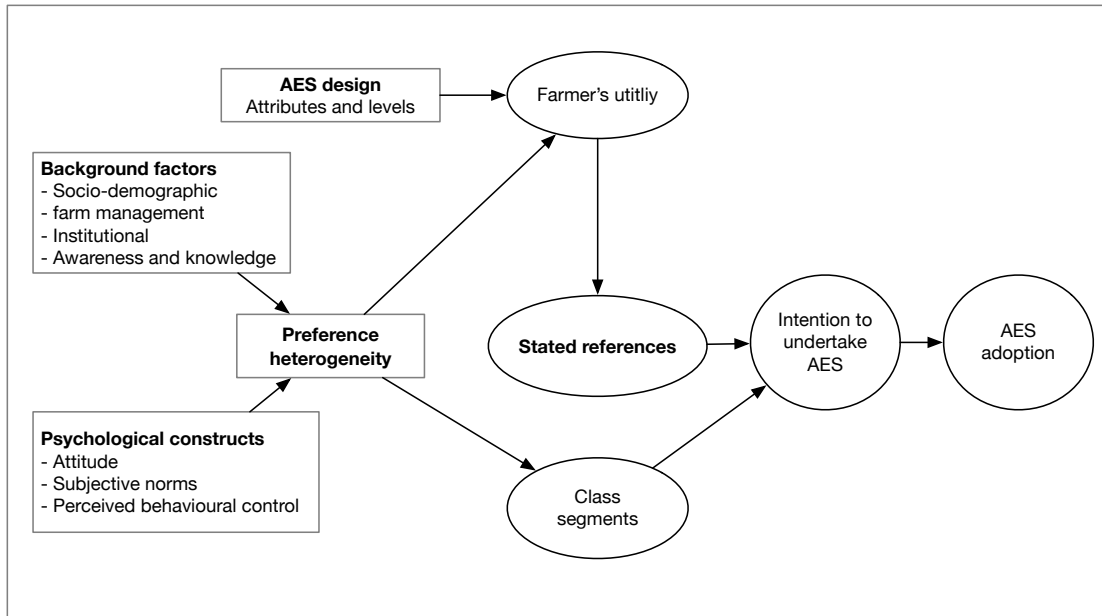 AES design
Attributes and levels
Farmer's utitliy
Background factors
- Socio-demographic
- farm management
- Institutional
- Awareness and knowledge
Preference
heterogeneity
Stated references
Intention to
undertake
AES
AES
adoption
Psychological constructs
- Attitude
- Subjective norms
- Perceived behavioural control
Class
segments